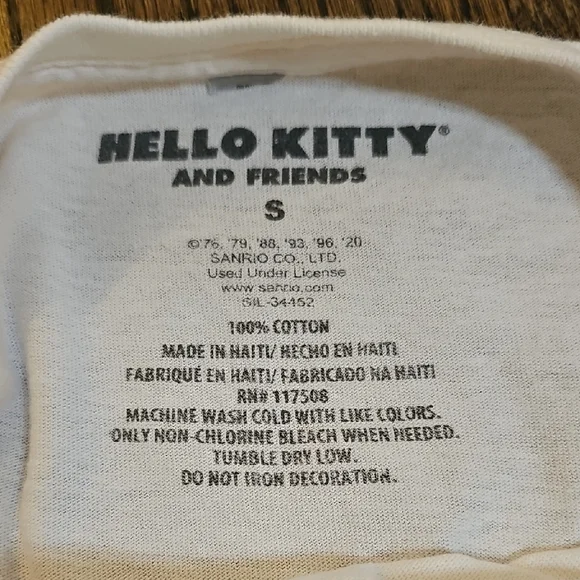 HELLO KITTY®
AND FRIENDS
S
©'76, '79, '88, '93, '96, '20
SANRIO CO., LTD.
Used Under License
www.sanrio.com
SIL-34452
100% COTTON
MADE IN HAITI/ HECHO EN HAITI
FABRIQUÉ EN HAITI/ FABRICADO NA HAITI
RN# 117508
MACHINE WASH COLD WITH LIKE COLORS.
ONLY NON-CHLORINE BLEACH WHEN NEEDED.
TUMBLE DRY LOW.
DO NOT IRON DECORATION.